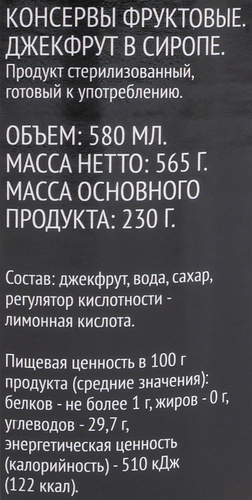 КОНСЕРВЫ ФРУКТОВЫЕ.
ДЖЕКФРУТ В СИРОПЕ.
Продукт стерилизованный,
готовый к употреблению.
ОБЪЕМ: 580 МЛ.
МАССА НЕТТО: 565 Г.
МАССА ОСНОВНОГО
ПРОДУКТА: 230 Г.
Состав: джекфрут, вода, сахар,
регулятор кислотности -
лимонная кислота.
Пищевая ценность в 100 г
продукта (средние значения):
белков - не более 1 г, жиров - 0 г,
углеводов - 29,7 г,
энергетическая ценность
(калорийность) - 510 кДж
(122 ккал).